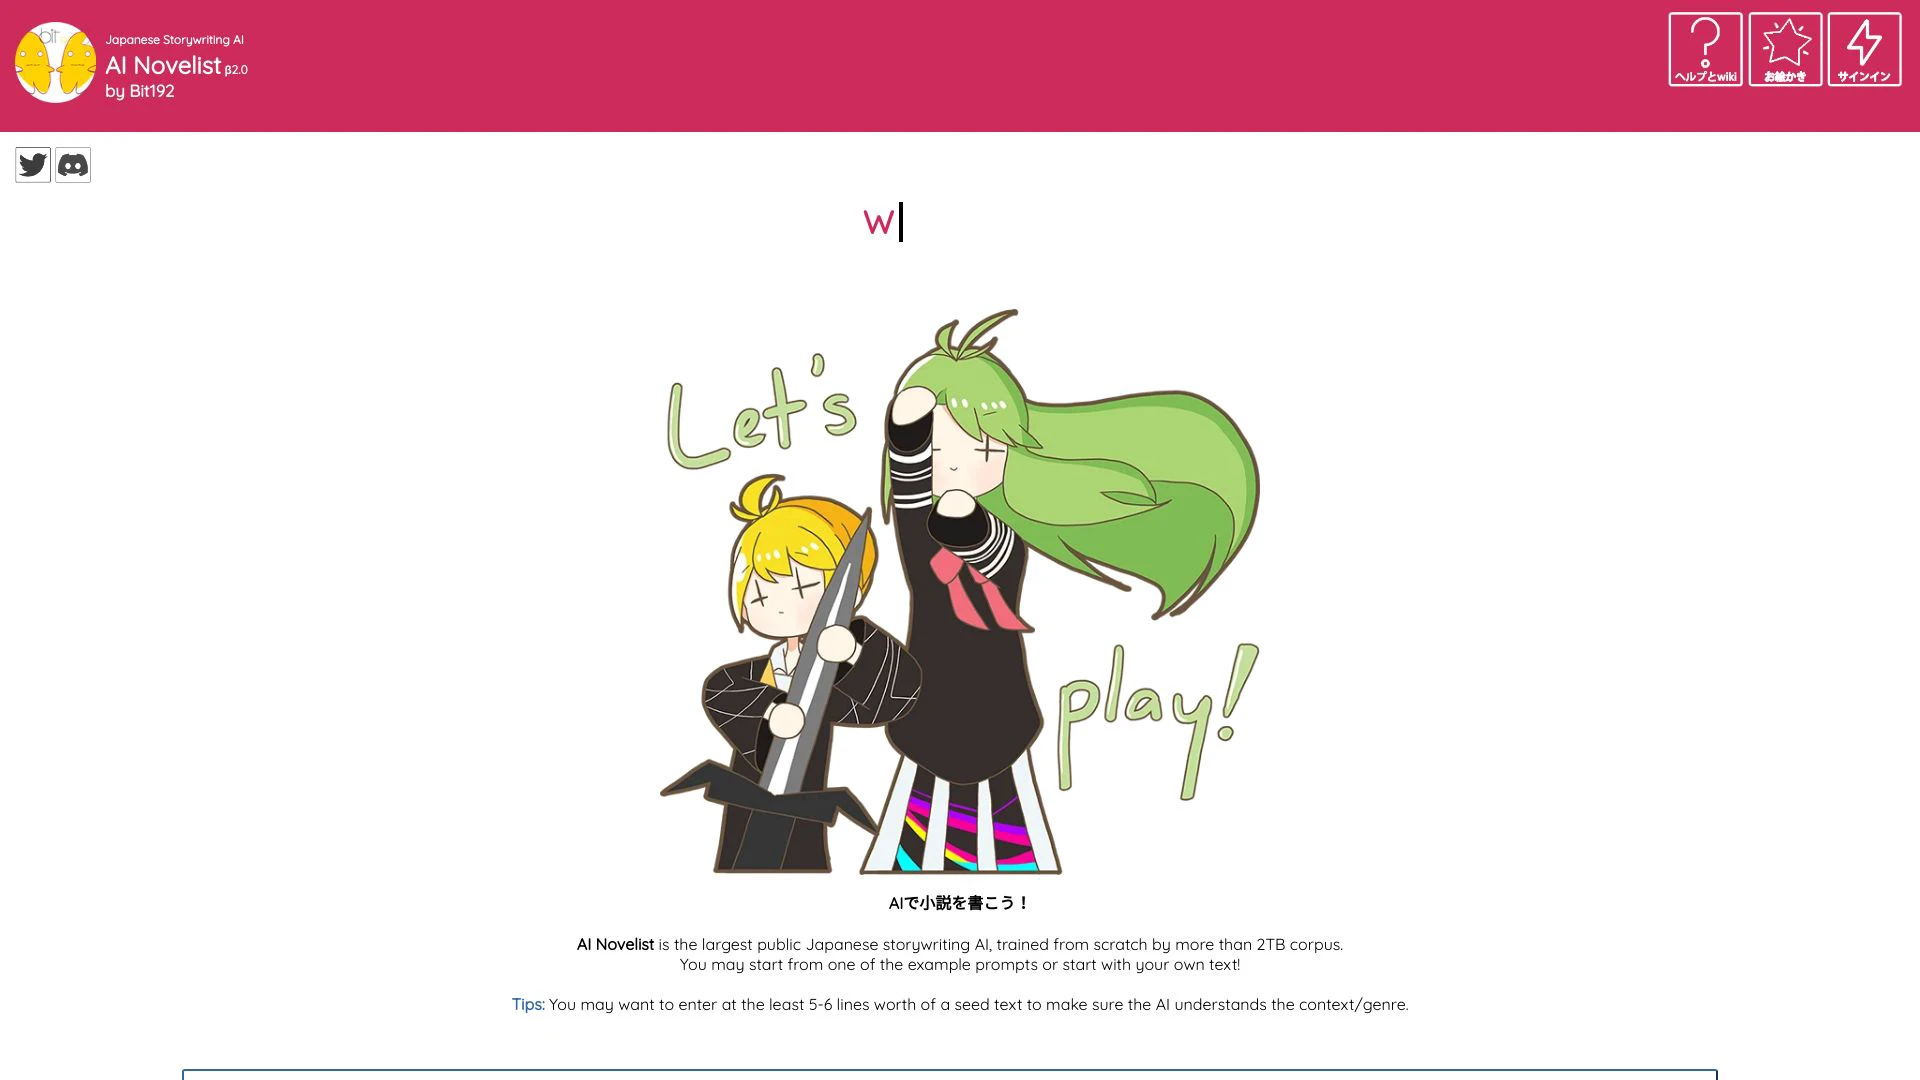 bit
Japanese Storywriting AI
AI Novelist β2.0
by Bit192
ヘルプとwiki
お絵かき
サインイン
W
Let's
play!
AIで小説を書こう！
AI Novelist is the largest public Japanese storywriting AI, trained from scratch by more than 2TB corpus.
You may start from one of the example prompts or start with your own text!
Tips: You may want to enter at the least 5-6 lines worth of a seed text to make sure the AI understands the context/genre.